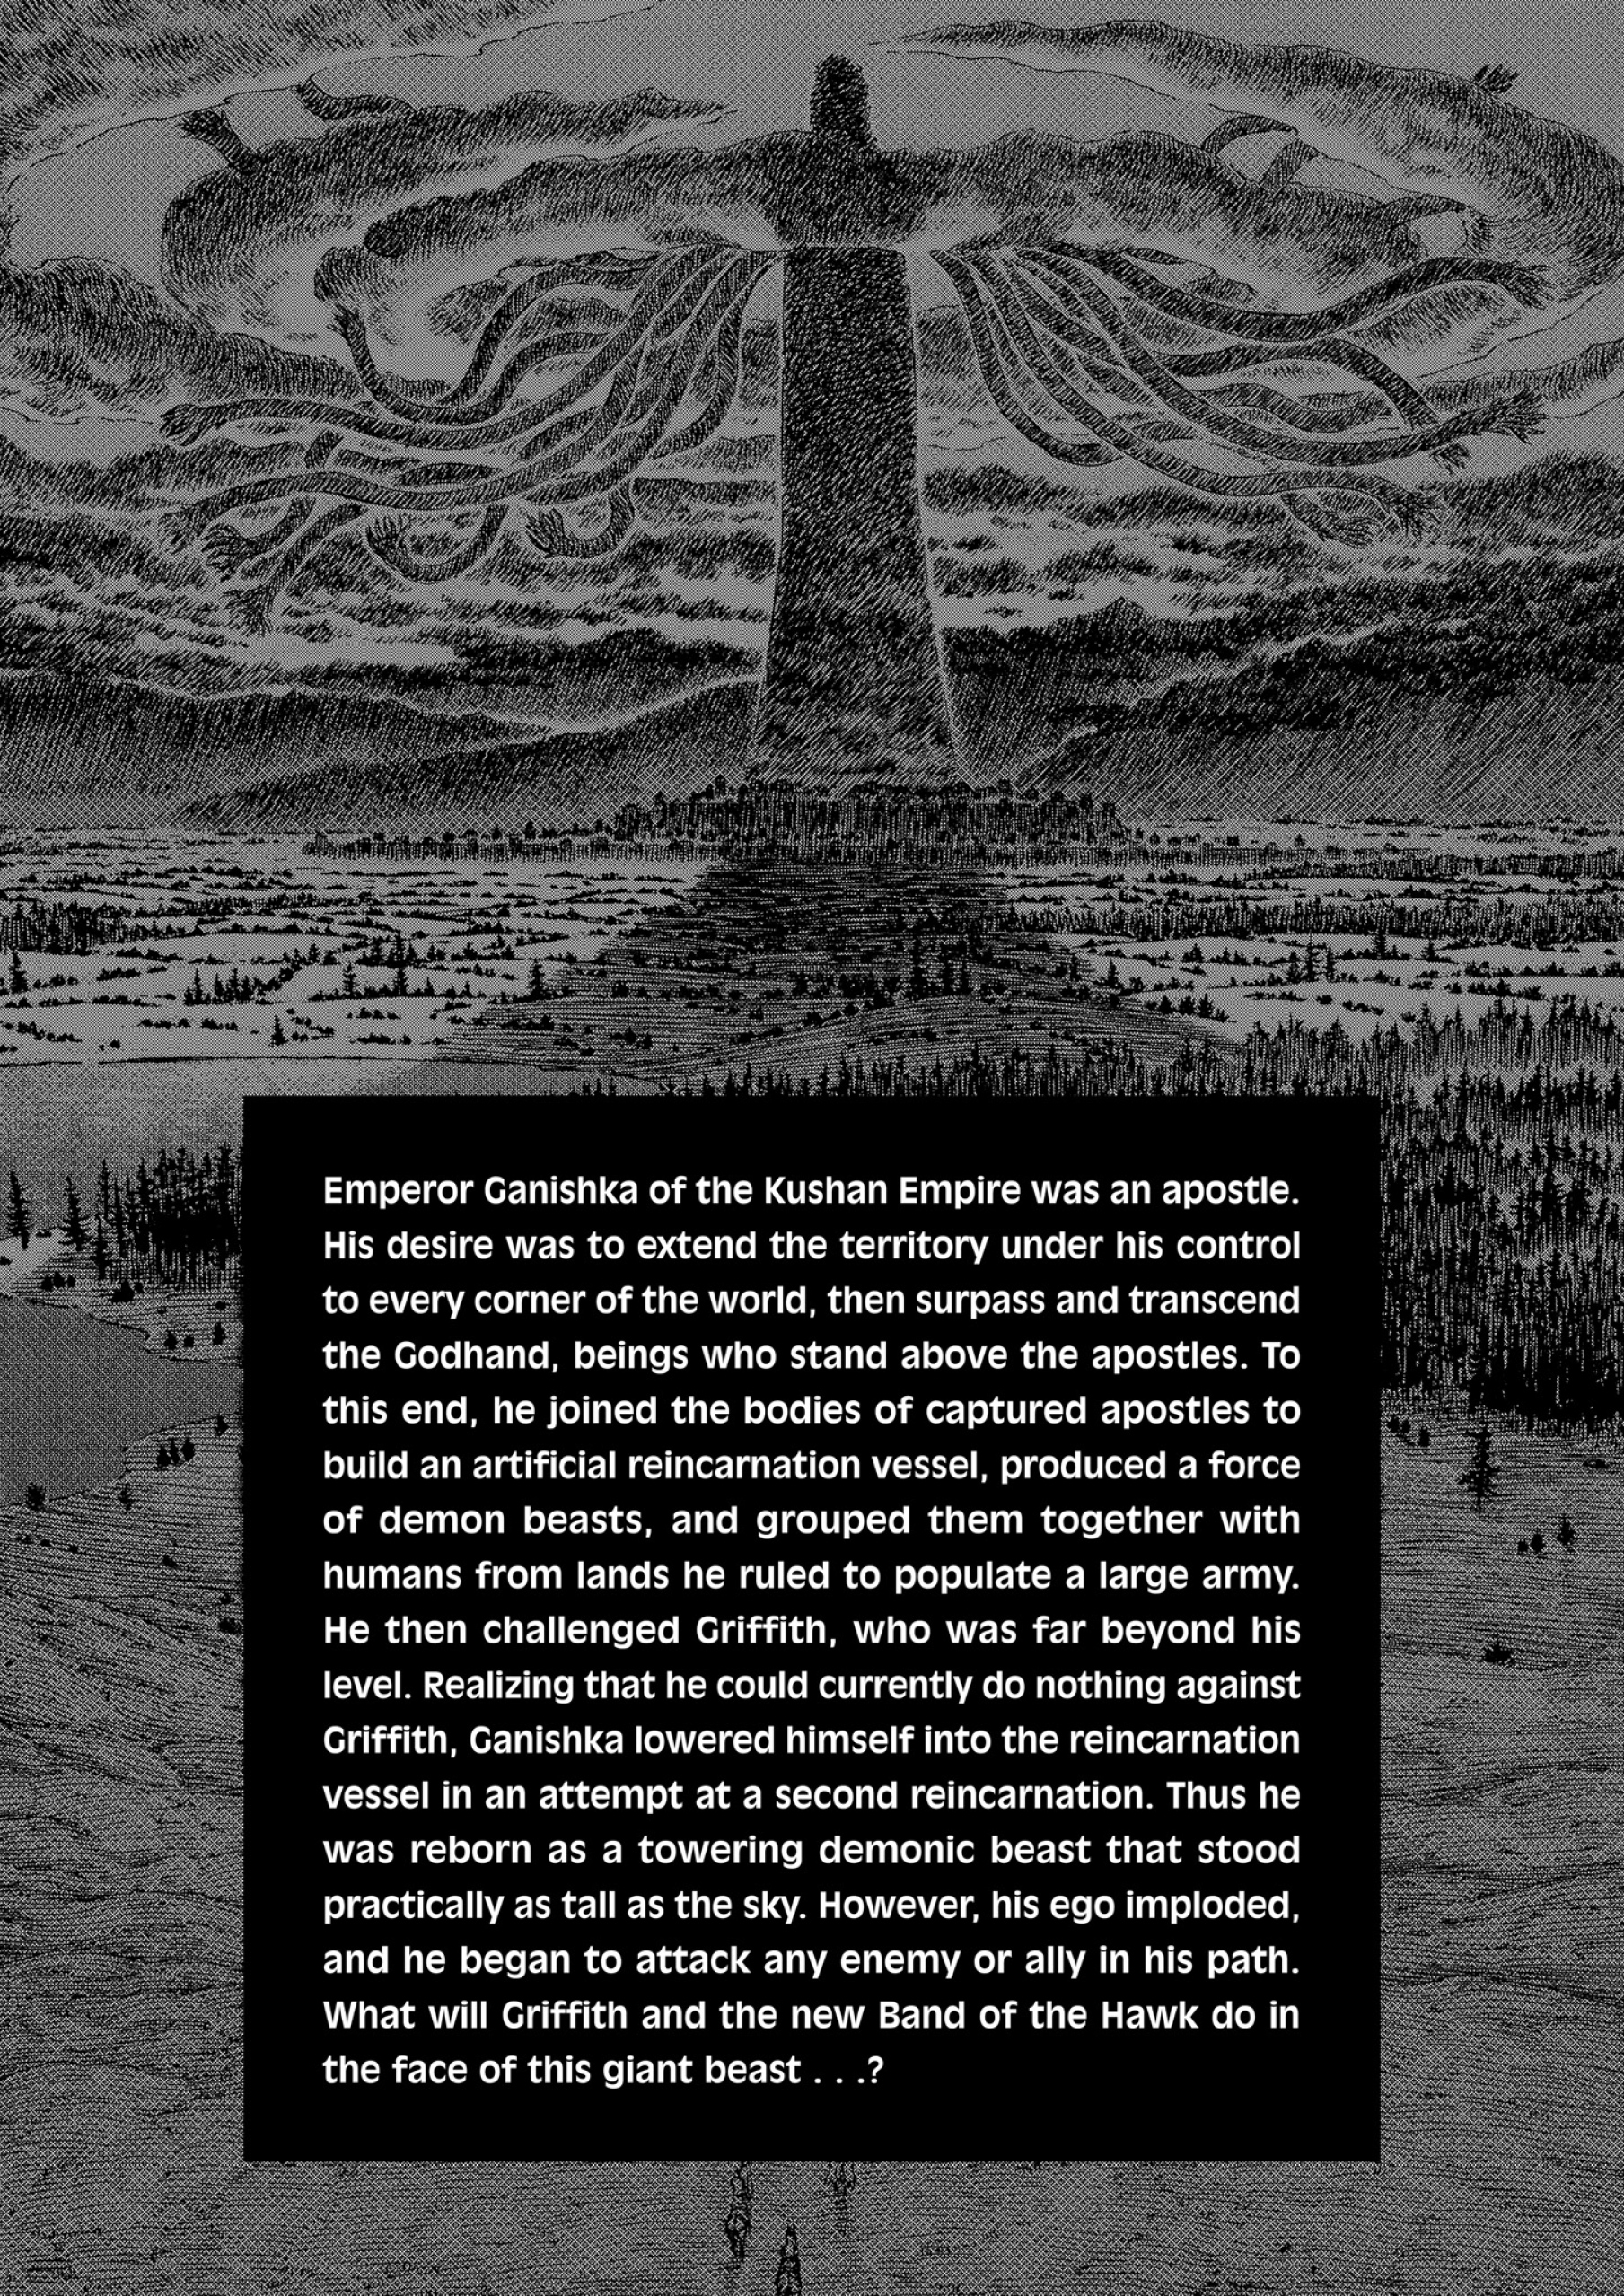 Emperor Ganishka of the Kushan Empire was an apostle.
His desire was to extend the territory under his control
to every corner of the world, then surpass and transcend
the Godhand, beings who stand above the apostles. To
this end, he joined the bodies of captured apostles to
build an artificial reincarnation vessel, produced a force
of demon beasts, and grouped them together with
humans from lands he ruled to populate a large army.
He then challenged Griffith, who was far beyond his
level. Realizing that he could currently do nothing against
Griffith, Ganishka lowered himself into the reincarnation
vessel in an attempt at a second reincarnation. Thus he
was reborn as a towering demonic beast that stood
practically as tall as the sky. However, his ego imploded,
and he began to attack any enemy or ally in his path.
What will Griffith and the new Band of the Hawk do in
the face of this giant beast . . .?